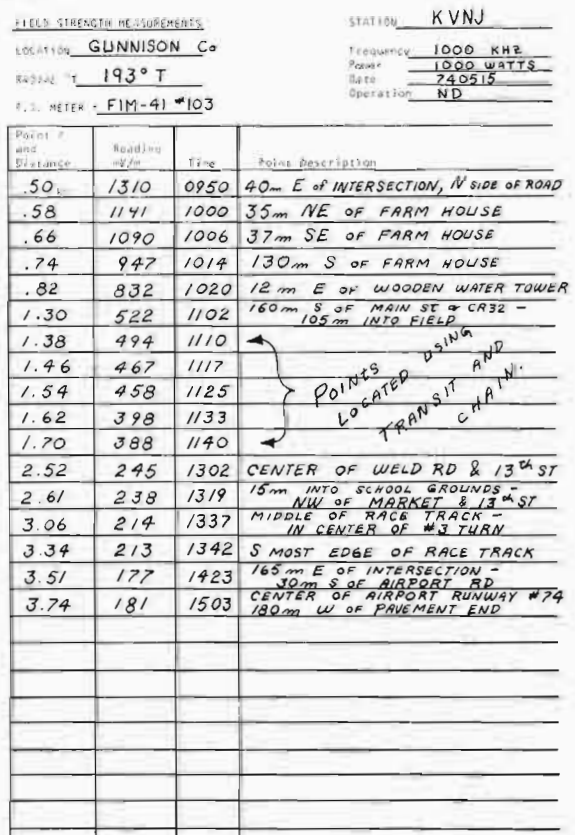 FIELD STRENGTH MEASUREMENTS
STATION KVNJ
LOCATION GUNNISON Co
Frequency 1000 KHZ
Power 1000 WATTS
RADIAL T 193° T
Date 740515
Operation ND
F.S. METER - FIM-41 #103
Point #
and
Distance
Reading
mV/m
Time
Point Description
.50 1310 0950 40m E of INTERSECTION, N SIDE OF ROAD
.58 1141 1000 35m NE OF FARM HOUSE
.66 1090 1006 37m SE OF FARM HOUSE
.74 947 1014 130m S OF FARM HOUSE
.82 832 1020 12 m E OF WOODEN WATER TOWER
1.30 522 1102 160m S OF MAIN ST & CR32 -
105m INTO FIELD
1.38 494 1110
1.46 467 1117
1.54 458 1125
1.62 398 1133
1.70 388 1140
POINTS
LOCATED USING
TRANSIT AND
CHAIN.
2.52 245 1302 CENTER OF WELD RD & 13th ST
2.61 238 1319 15m INTO SCHOOL GROUNDS -
NW OF MARKET & 13th ST
3.06 214 1337 MIDDLE OF RACE TRACK -
IN CENTER OF #3 TURN
3.34 213 1342 S MOST EDGE OF RACE TRACK
3.51 177 1423 165m E OF INTERSECTION -
30m S OF AIRPORT RD
3.74 181 1503 CENTER OF AIRPORT RUNWAY #74
180m W OF PAVEMENT END